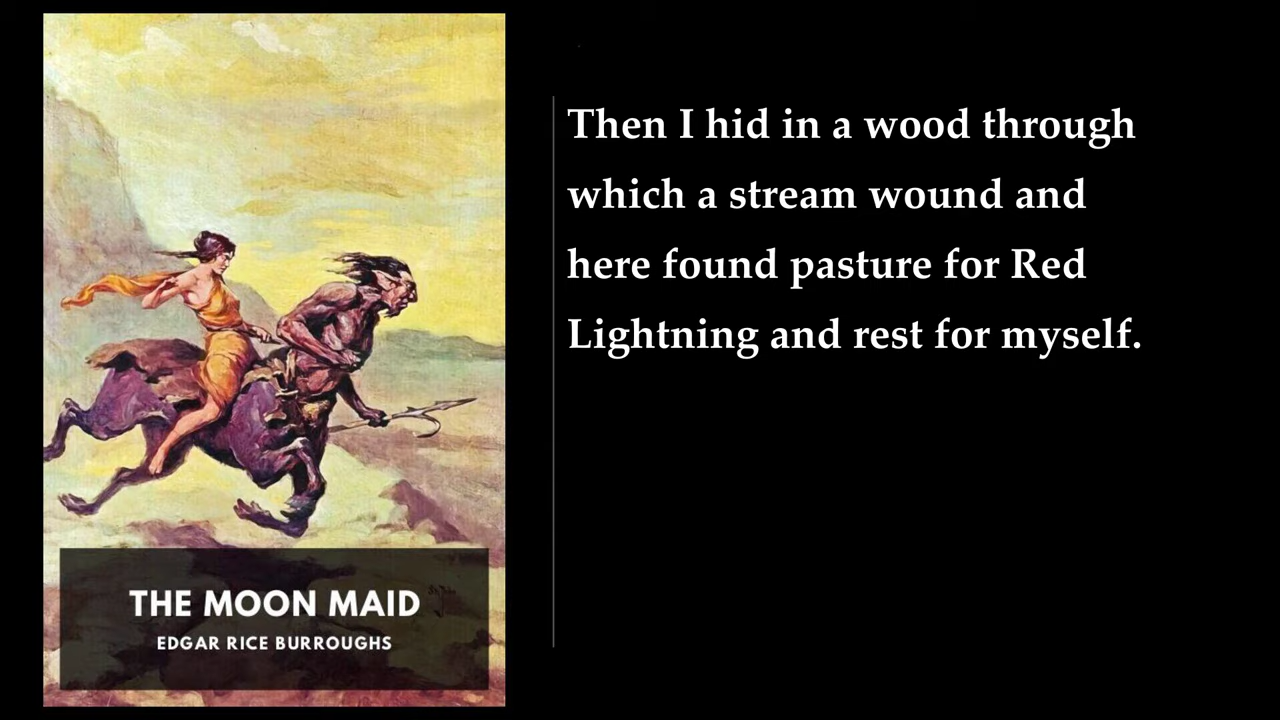 THE MOON MAID
EDGAR RICE BURROUGHS
Then I hid in a wood through
which a stream wound and
here found pasture for Red
Lightning and rest for myself.